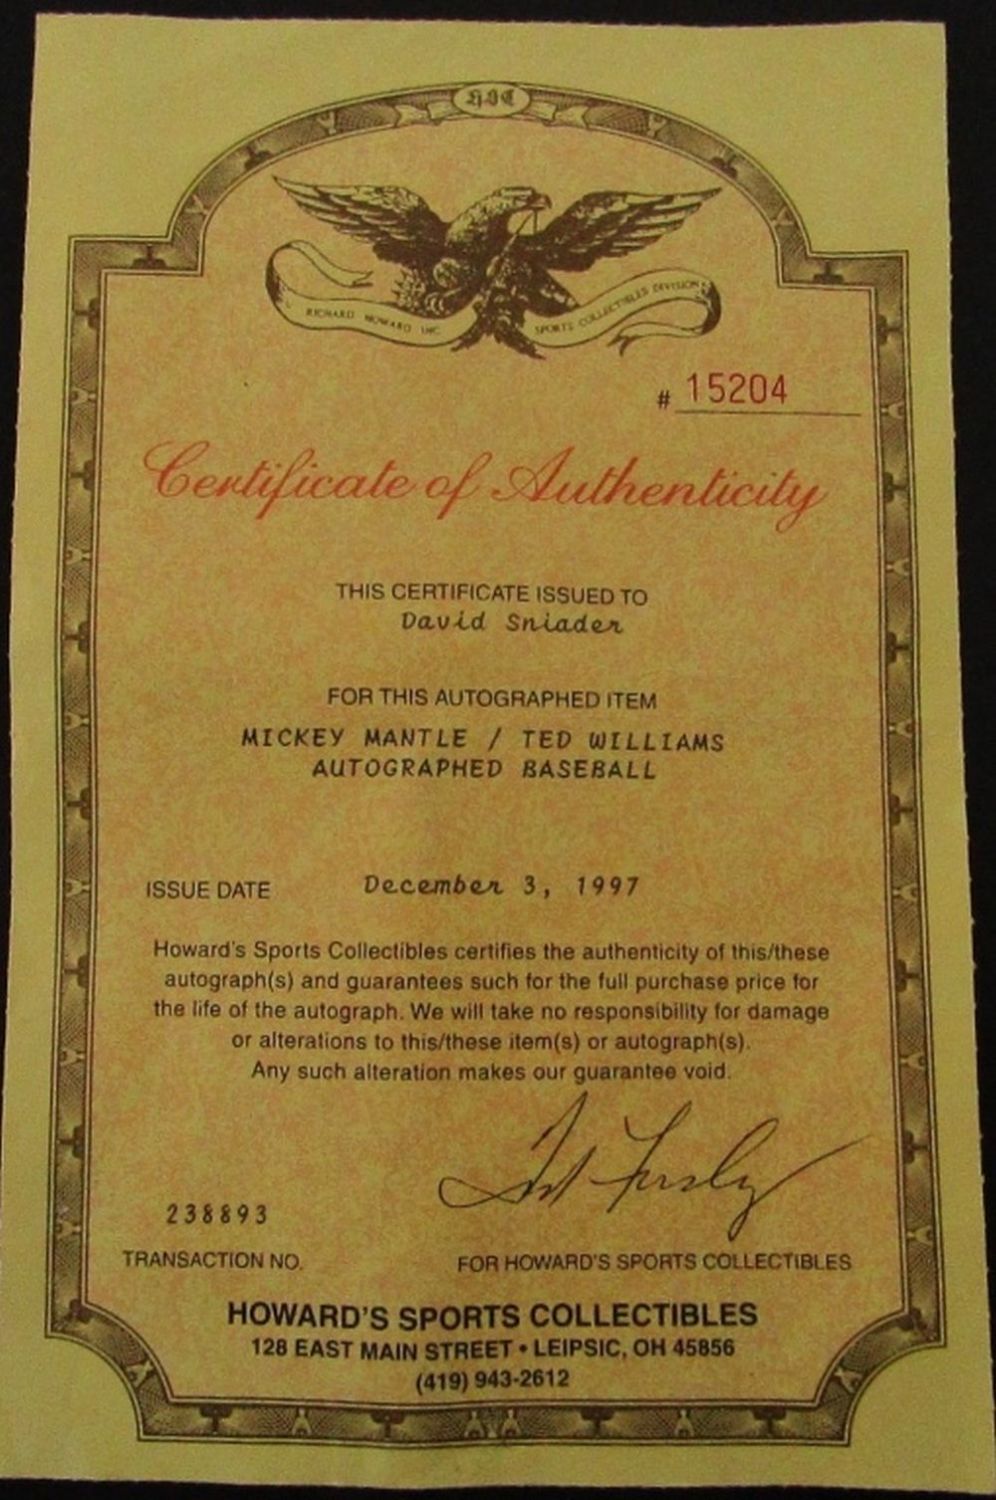 HSC
RICHARD HOWARD INC.
SPORTS COLLECTIBLES DIVISION
# 15204
Certificate of Authenticity
THIS CERTIFICATE ISSUED TO
David Sniader
FOR THIS AUTOGRAPHED ITEM
MICKEY MANTLE / TED WILLIAMS
AUTOGRAPHED BASEBALL
ISSUE DATE December 3, 1997
Howard's Sports Collectibles certifies the authenticity of this/these
autograph(s) and guarantees such for the full purchase price for
the life of the autograph. We will take no responsibility for damage
or alterations to this/these item(s) or autograph(s).
Any such alteration makes our guarantee void.
238893
TRANSACTION NO.
FOR HOWARD'S SPORTS COLLECTIBLES
HOWARD'S SPORTS COLLECTIBLES
128 EAST MAIN STREET • LEIPSIC, OH 45856
(419) 943-2612